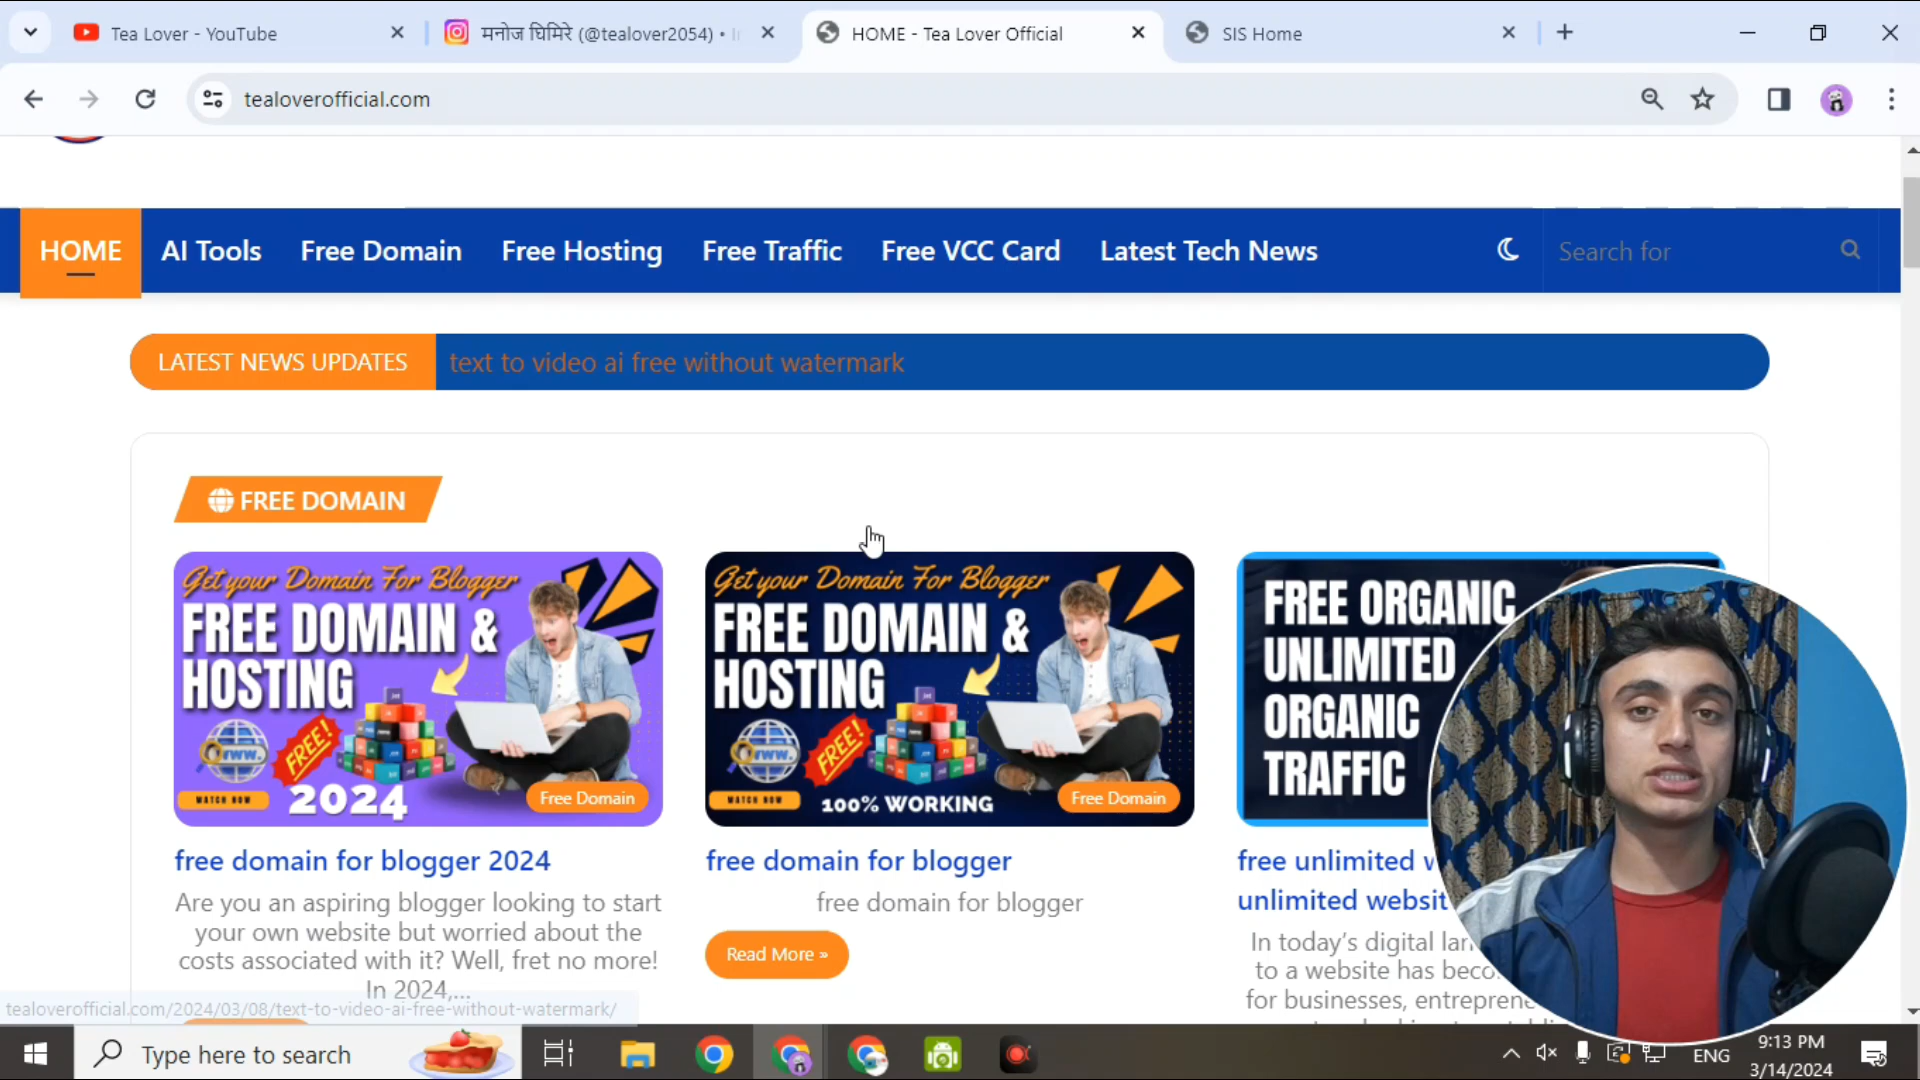 Tea Lover - YouTube
मनोज घिमिरे (@tealover2054) •
HOME - Tea Lover Official
SIS Home
tealoverofficial.com
HOME
AI Tools
Free Domain
Free Hosting
Free Traffic
Free VCC Card
Latest Tech News
Search for
LATEST NEWS UPDATES
text to video ai free without watermark
FREE DOMAIN
Get your Domain For Blogger
FREE DOMAIN &
HOSTING
WWW.
FREE!
WATCH NOW
2024
Free Domain
free domain for blogger 2024
Are you an aspiring blogger looking to start
your own website but worried about the
costs associated with it? Well, fret no more!
In 2024,...
Get your Domain For Blogger
FREE DOMAIN &
HOSTING
WWW.
FREE!
WATCH NOW
100% WORKING
Free Domain
free domain for blogger
free domain for blogger
Read More »
FREE ORGANIC
UNLIMITED
ORGANIC
TRAFFIC
free unlimited
unlimited
In today's digital
to a website has
for businesses,
tealoverofficial.com/2024/03/08/text-to-video-ai-free-without-watermark/
Type here to search
ENG
9:13 PM
3/14/2024